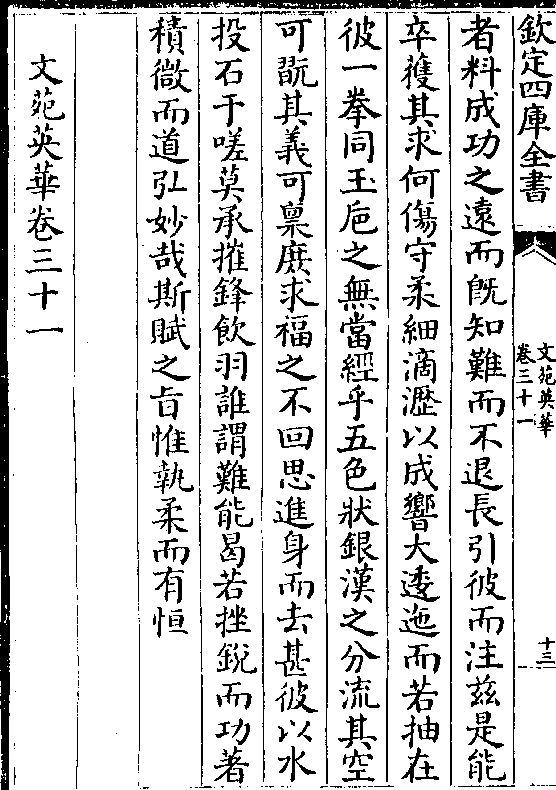 欽定四庫全書
文苑英華
卷三十一
十三
者料成功之遠而旣知難而不退長引彼而注茲是能
卒獲其求何傷守柔細滴瀝以成響大逶迤而若抽在
彼一拳同玉巵之無當經乎五色狀銀漢之分流其空
可翫其義可稟庶求福之不回思進身而去甚彼以水
投石于嗟莫承摧鋒飲羽誰謂難能曷若挫銳而功著
積微而道弘妙哉斯賦之旨惟執柔而有恒
文苑英華卷三十一